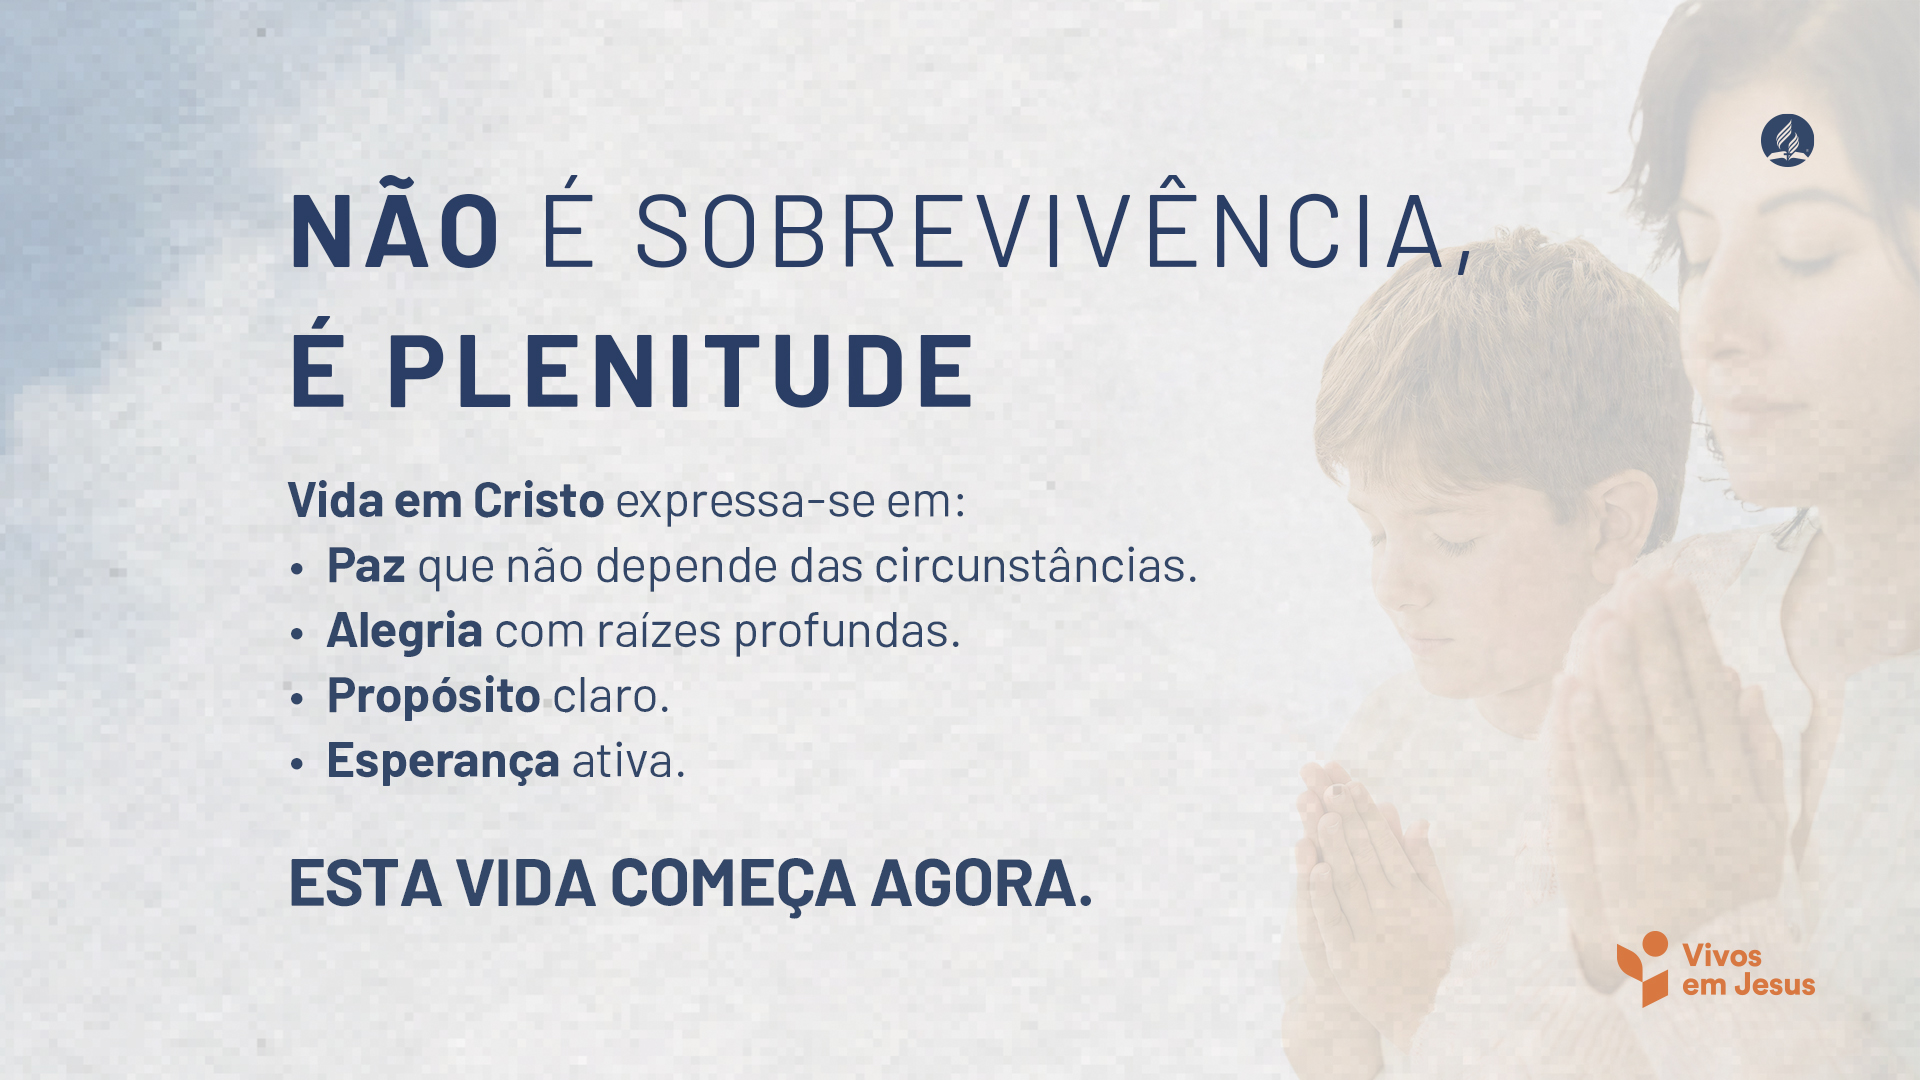 NÃO É SOBREVIVÊNCIA,
É PLENITUDE
Vida em Cristo expressa-se em:
• Paz que não depende das circunstâncias.
• Alegria com raízes profundas.
• Propósito claro.
• Esperança ativa.
ESTA VIDA COMEÇA AGORA.
Vivos
em Jesus